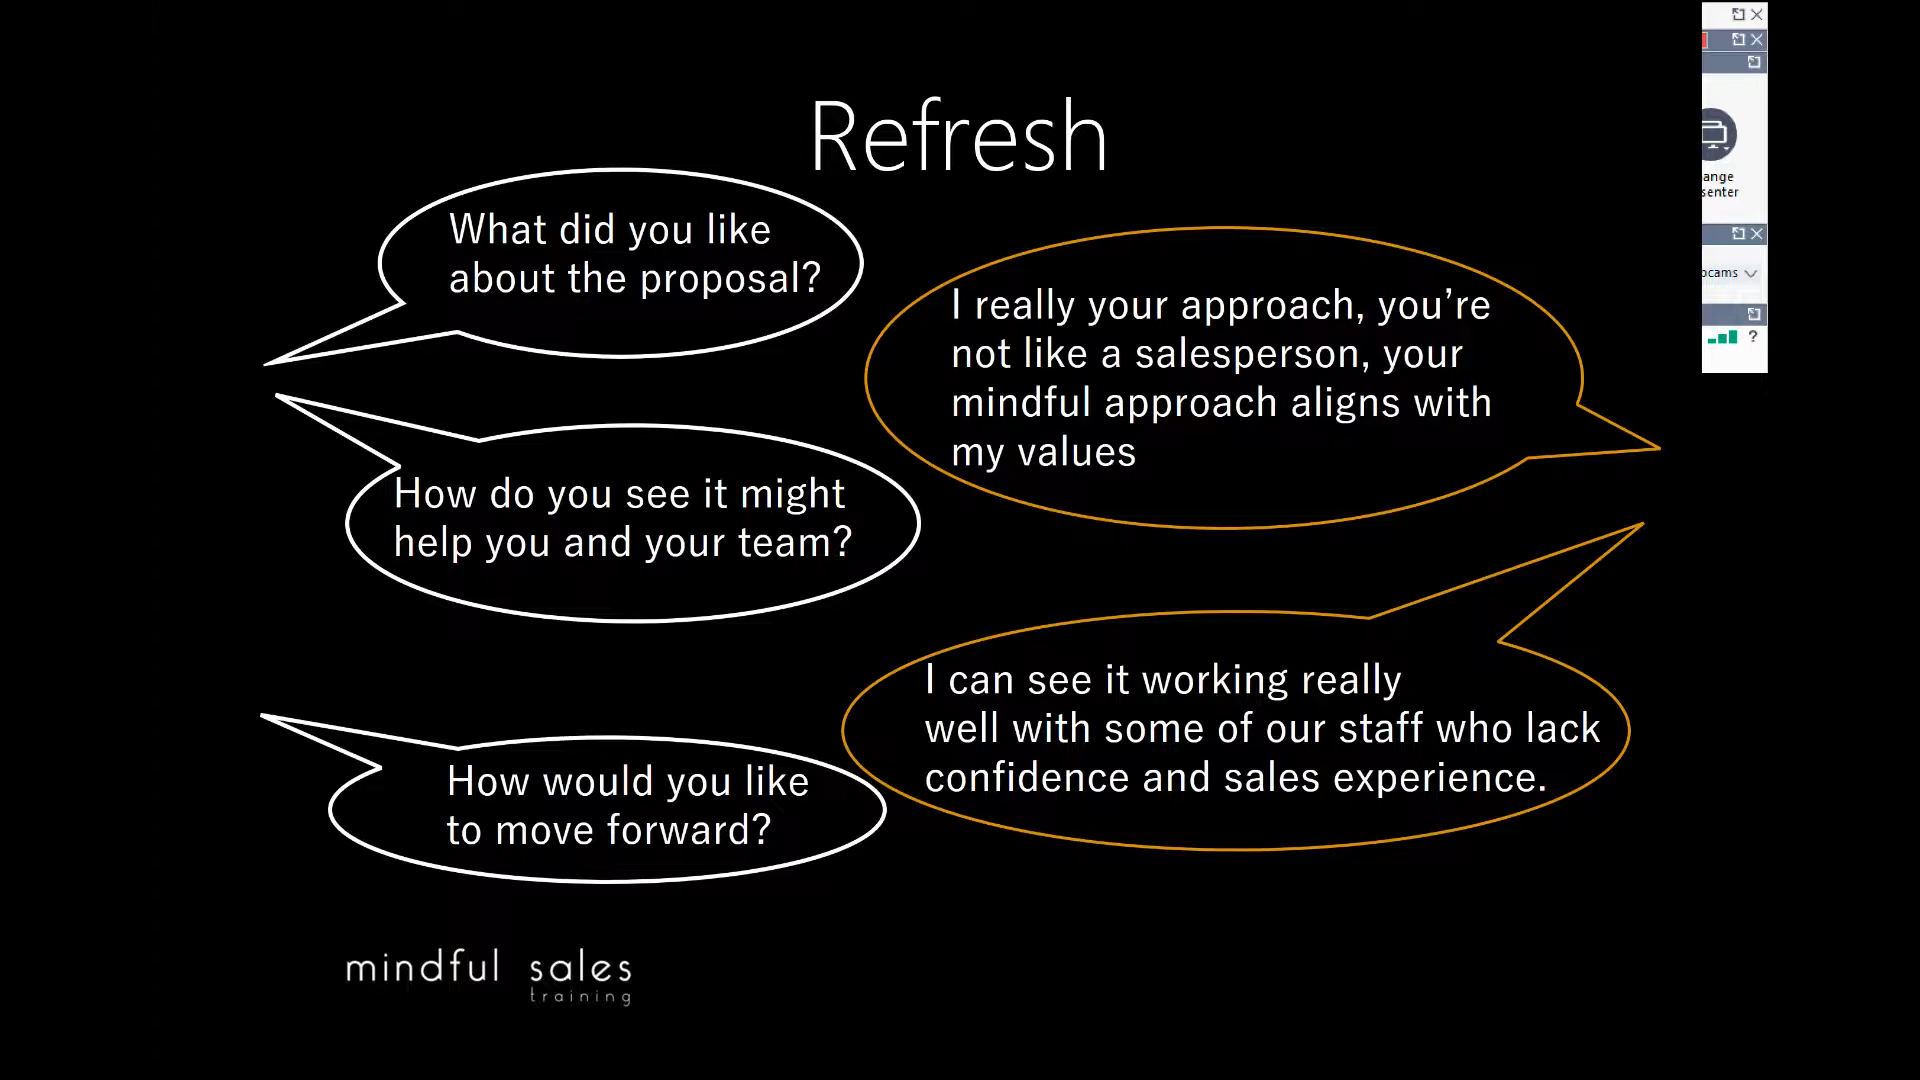 Refresh
What did you like
about the proposal?
I really your approach, you’re
not like a salesperson, your
mindful approach aligns with
my values
How do you see it might
help you and your team?
I can see it working really
well with some of our staff who lack
confidence and sales experience.
How would you like
to move forward?
mindful sales
training
ange
senter
ocams
?